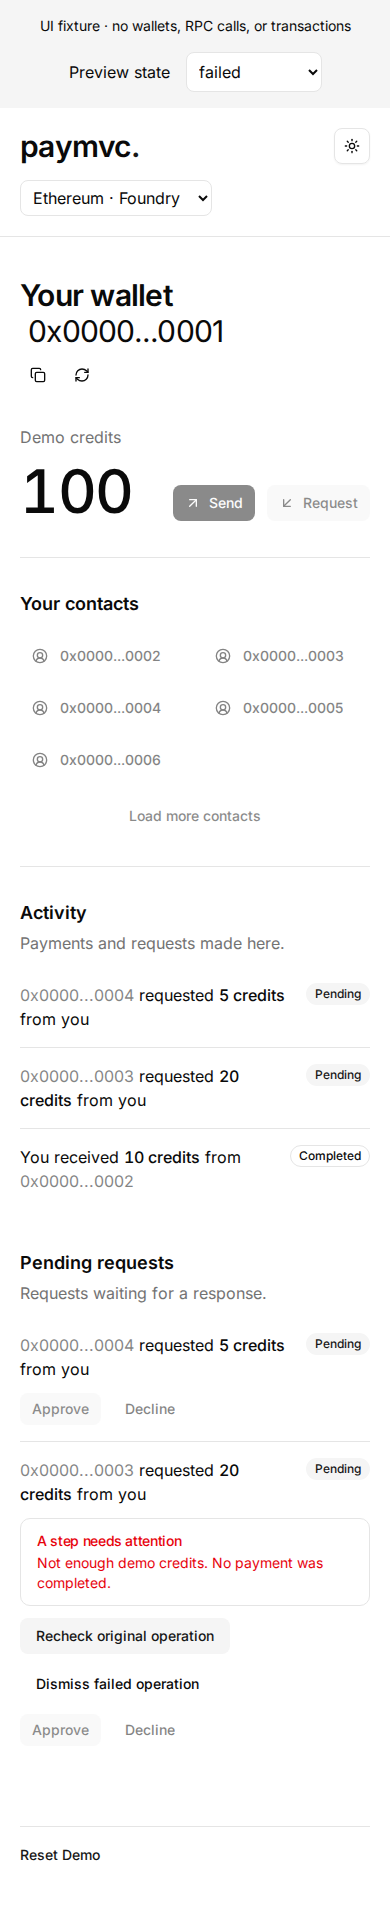 UI fixture · no wallets, RPC calls, or transactions
Preview state failed
paymvc.
Ethereum · Foundry
Your wallet
0x0000...0001
Demo credits
100
Send
Request
Your contacts
0x0000...0002
0x0000...0003
0x0000...0004
0x0000...0005
0x0000...0006
Load more contacts
Activity
Payments and requests made here.
0x0000...0004 requested 5 credits
from you
Pending
0x0000...0003 requested 20
credits from you
Pending
You received 10 credits from
0x0000...0002
Completed
Pending requests
Requests waiting for a response.
0x0000...0004 requested 5 credits
from you
Pending
Approve Decline
0x0000...0003 requested 20
credits from you
Pending
A step needs attention
Not enough demo credits. No payment was
completed.
Recheck original operation
Dismiss failed operation
Approve Decline
Reset Demo